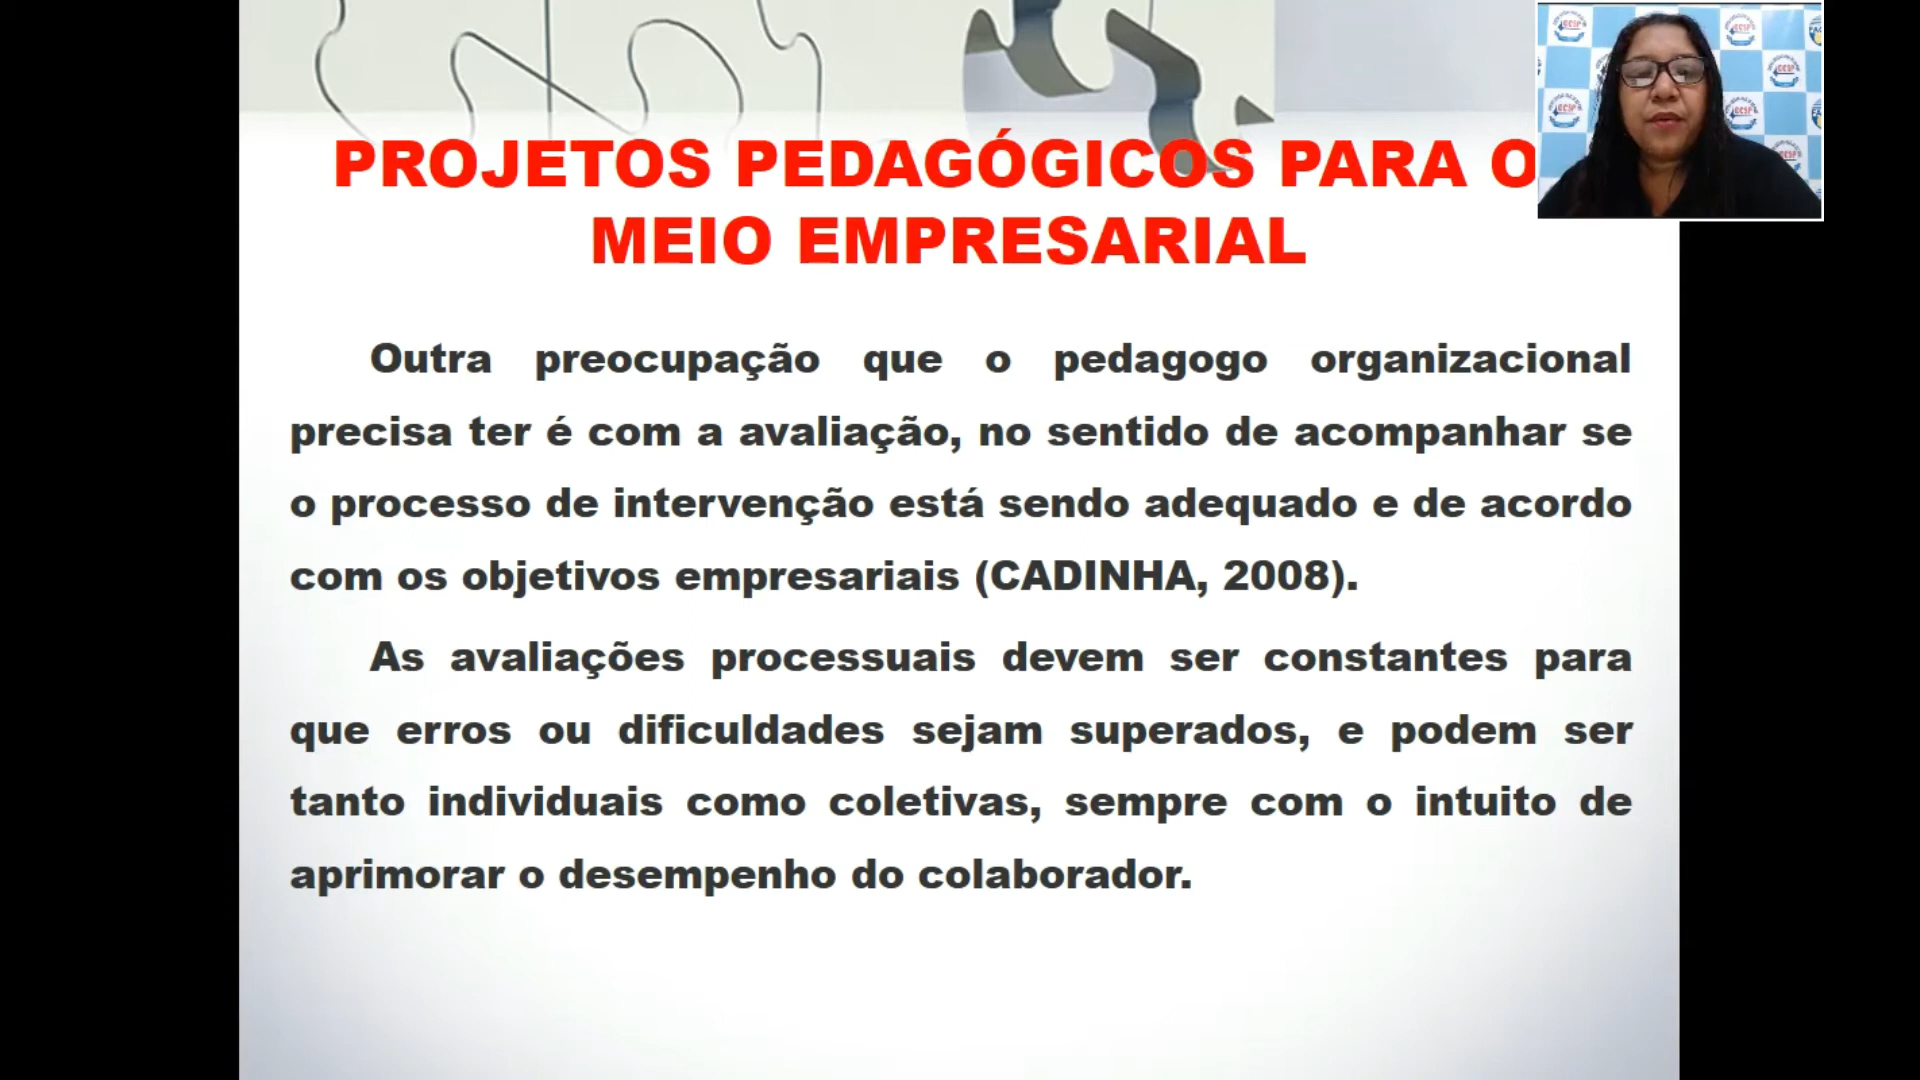 PROJETOS PEDAGÓGICOS PARA O
MEIO EMPRESARIAL
Outra preocupação que o pedagogo organizacional
precisa ter é com a avaliação, no sentido de acompanhar se
o processo de intervenção está sendo adequado e de acordo
com os objetivos empresariais (CADINHA, 2008).
As avaliações processuais devem ser constantes para
que erros ou dificuldades sejam superados, e podem ser
tanto individuais como coletivas, sempre com o intuito de
aprimorar o desempenho do colaborador.